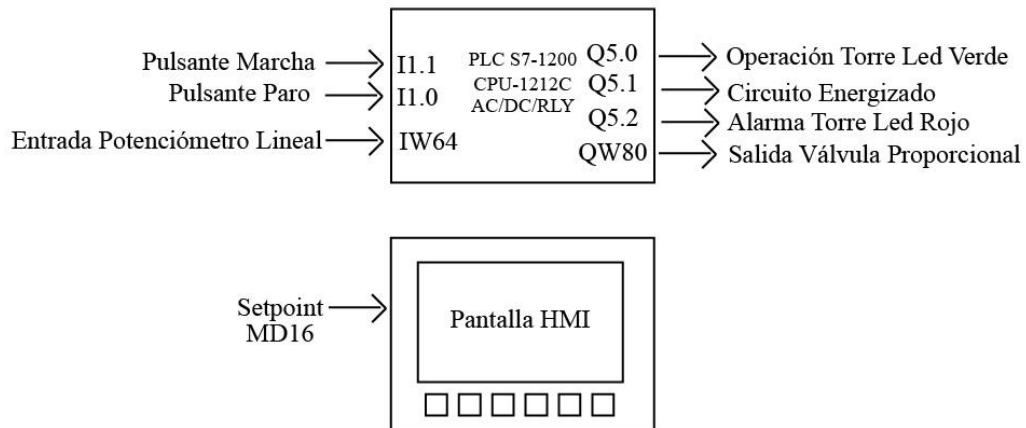 Pulsante Marcha
Pulsante Paro
Entrada Potenciómetro Lineal
I1.1
I1.0
IW64
PLC S7-1200
CPU-1212C
AC/DC/RLY
Q5.0
Q5.1
Q5.2
QW80
Operación Torre Led Verde
Circuito Energizado
Alarma Torre Led Rojo
Salida Válvula Proporcional
Setpoint
MD16
Pantalla HMI